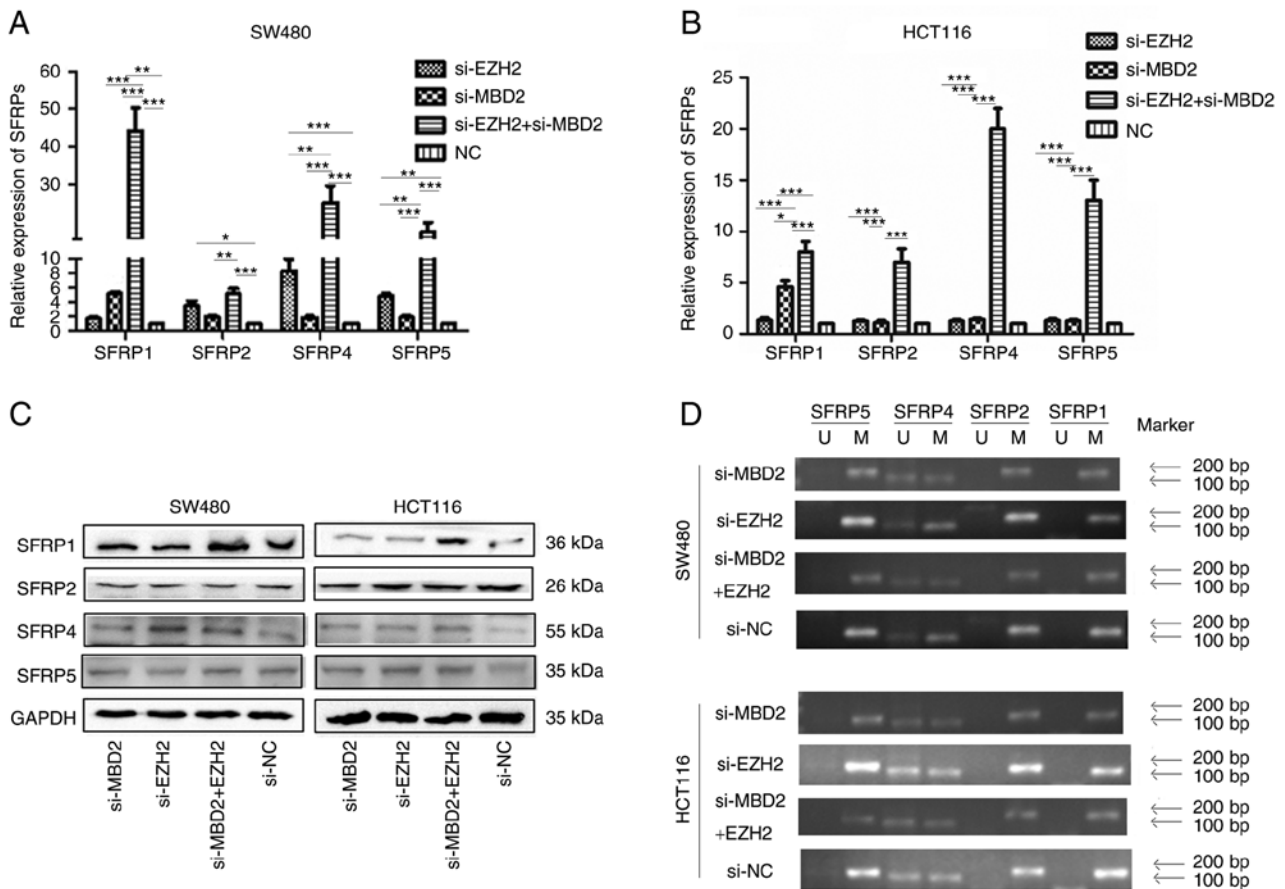 A
SW480
Relative expression of SFRPs
60
50
40
30
10
8
6
4
2
0
SFRP1 SFRP2 SFRP4 SFRP5
** *** *** ***
* ** ***
*** ** *** ***
** *** ** ***
si-EZH2
si-MBD2
si-EZH2+si-MBD2
NC
B
HCT116
Relative expression of SFRPs
25
20
15
10
5
0
SFRP1 SFRP2 SFRP4 SFRP5
*** *** * ***
*** *** ***
*** *** ***
*** *** ***
si-EZH2
si-MBD2
si-EZH2+si-MBD2
NC
C
SW480 HCT116
SFRP1 36 kDa
SFRP2 26 kDa
SFRP4 55 kDa
SFRP5 35 kDa
GAPDH 35 kDa
si-MBD2
si-EZH2
si-MBD2+EZH2
si-NC
si-MBD2
si-EZH2
si-MBD2+EZH2
si-NC
D
SFRP5 SFRP4 SFRP2 SFRP1
U M U M U M U M
Marker
SW480
si-MBD2
200 bp
100 bp
si-EZH2
200 bp
100 bp
si-MBD2
+EZH2
200 bp
100 bp
si-NC
200 bp
100 bp
HCT116
si-MBD2
200 bp
100 bp
si-EZH2
200 bp
100 bp
si-MBD2
+EZH2
200 bp
100 bp
si-NC
200 bp
100 bp